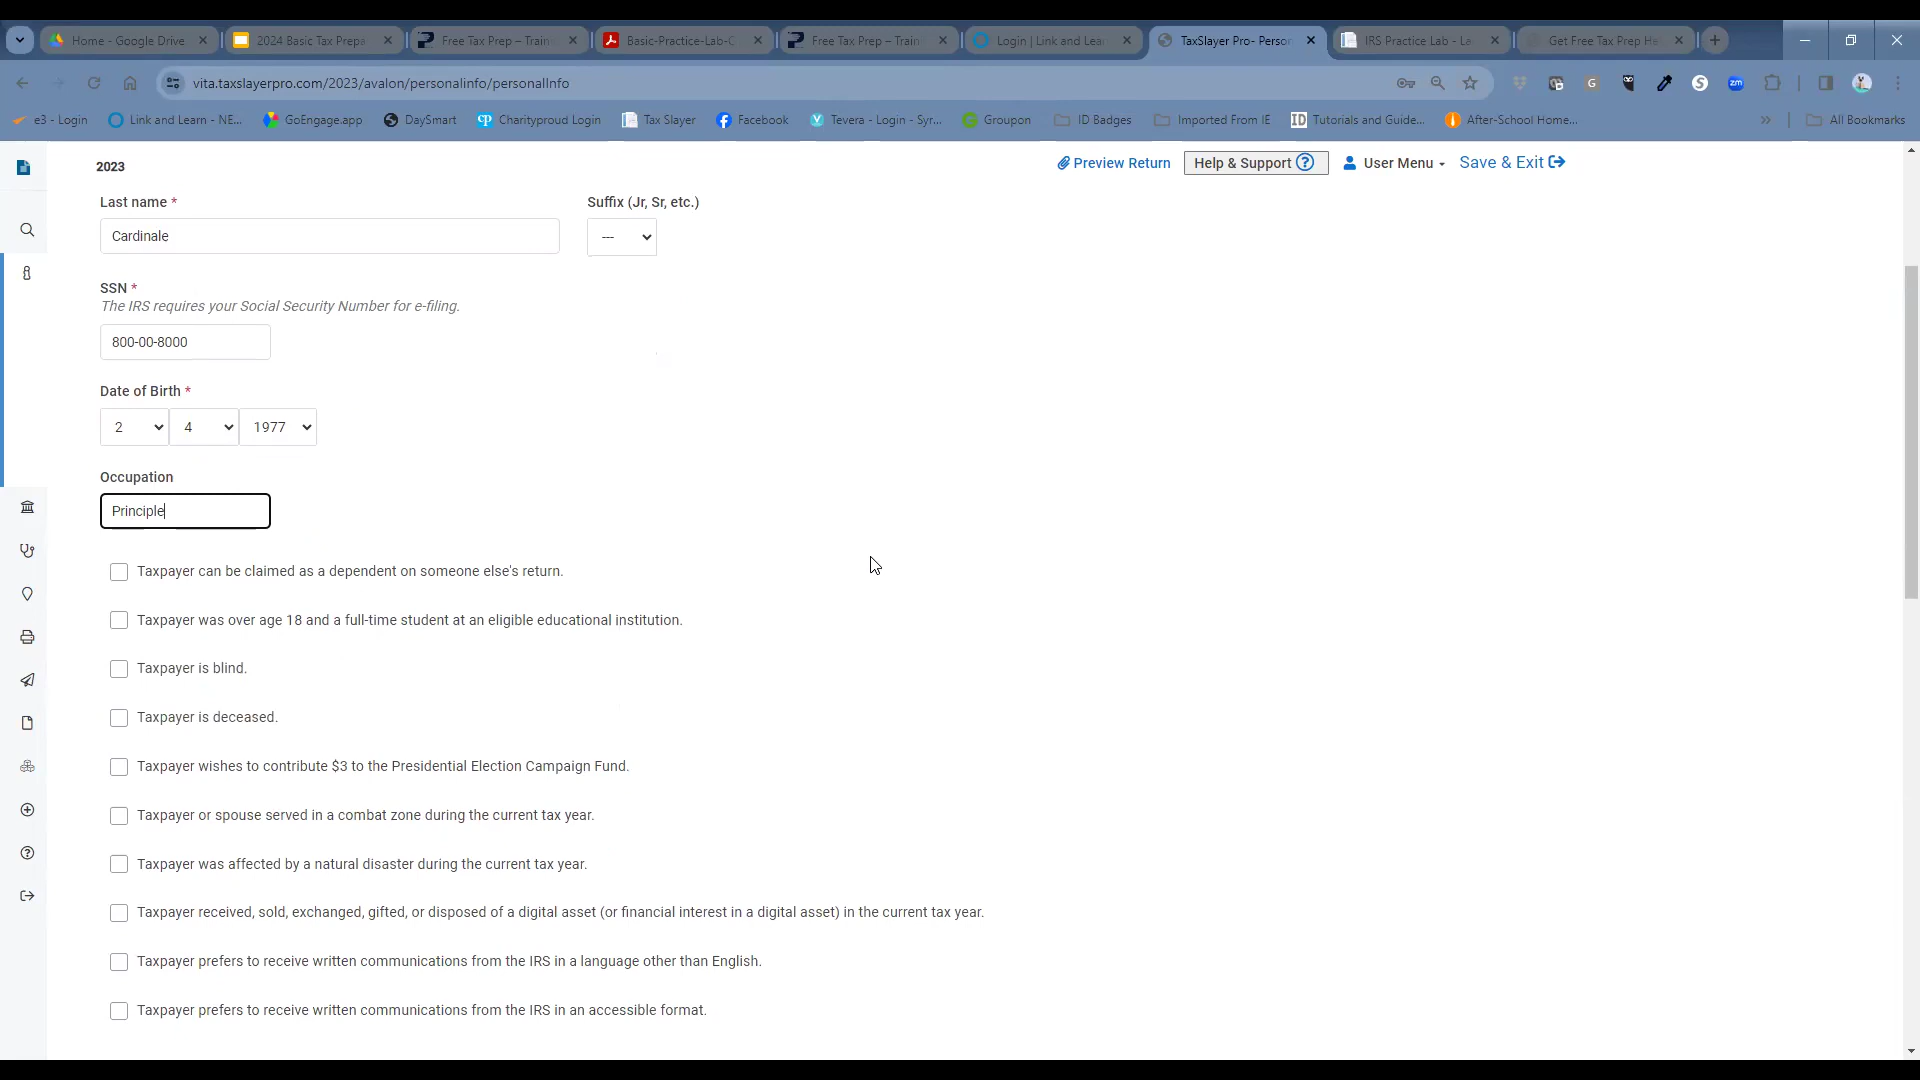 Home - Google Drive
2024 Basic Tax Prepa
Free Tax Prep – Train
Basic-Practice-Lab-C
Free Tax Prep – Train
Login | Link and Lear
TaxSlayer Pro- Person
IRS Practice Lab - La
Get Free Tax Prep He
vita.taxslayerpro.com/2023/avalon/personalinfo/personalInfo
e3 - Login
Link and Learn - NE...
GoEngage.app
DaySmart
Charityproud Login
Tax Slayer
Facebook
Tevera - Login - Syr...
Groupon
ID Badges
Imported From IE
Tutorials and Guide...
After-School Home...
All Bookmarks
2023
Preview Return
Help & Support
User Menu
Save & Exit
Last name *
Suffix (Jr, Sr, etc.)
Cardinale
---
SSN *
The IRS requires your Social Security Number for e-filing.
800-00-8000
Date of Birth *
2 4 1977
Occupation
Principle
Taxpayer can be claimed as a dependent on someone else's return.
Taxpayer was over age 18 and a full-time student at an eligible educational institution.
Taxpayer is blind.
Taxpayer is deceased.
Taxpayer wishes to contribute $3 to the Presidential Election Campaign Fund.
Taxpayer or spouse served in a combat zone during the current tax year.
Taxpayer was affected by a natural disaster during the current tax year.
Taxpayer received, sold, exchanged, gifted, or disposed of a digital asset (or financial interest in a digital asset) in the current tax year.
Taxpayer prefers to receive written communications from the IRS in a language other than English.
Taxpayer prefers to receive written communications from the IRS in an accessible format.